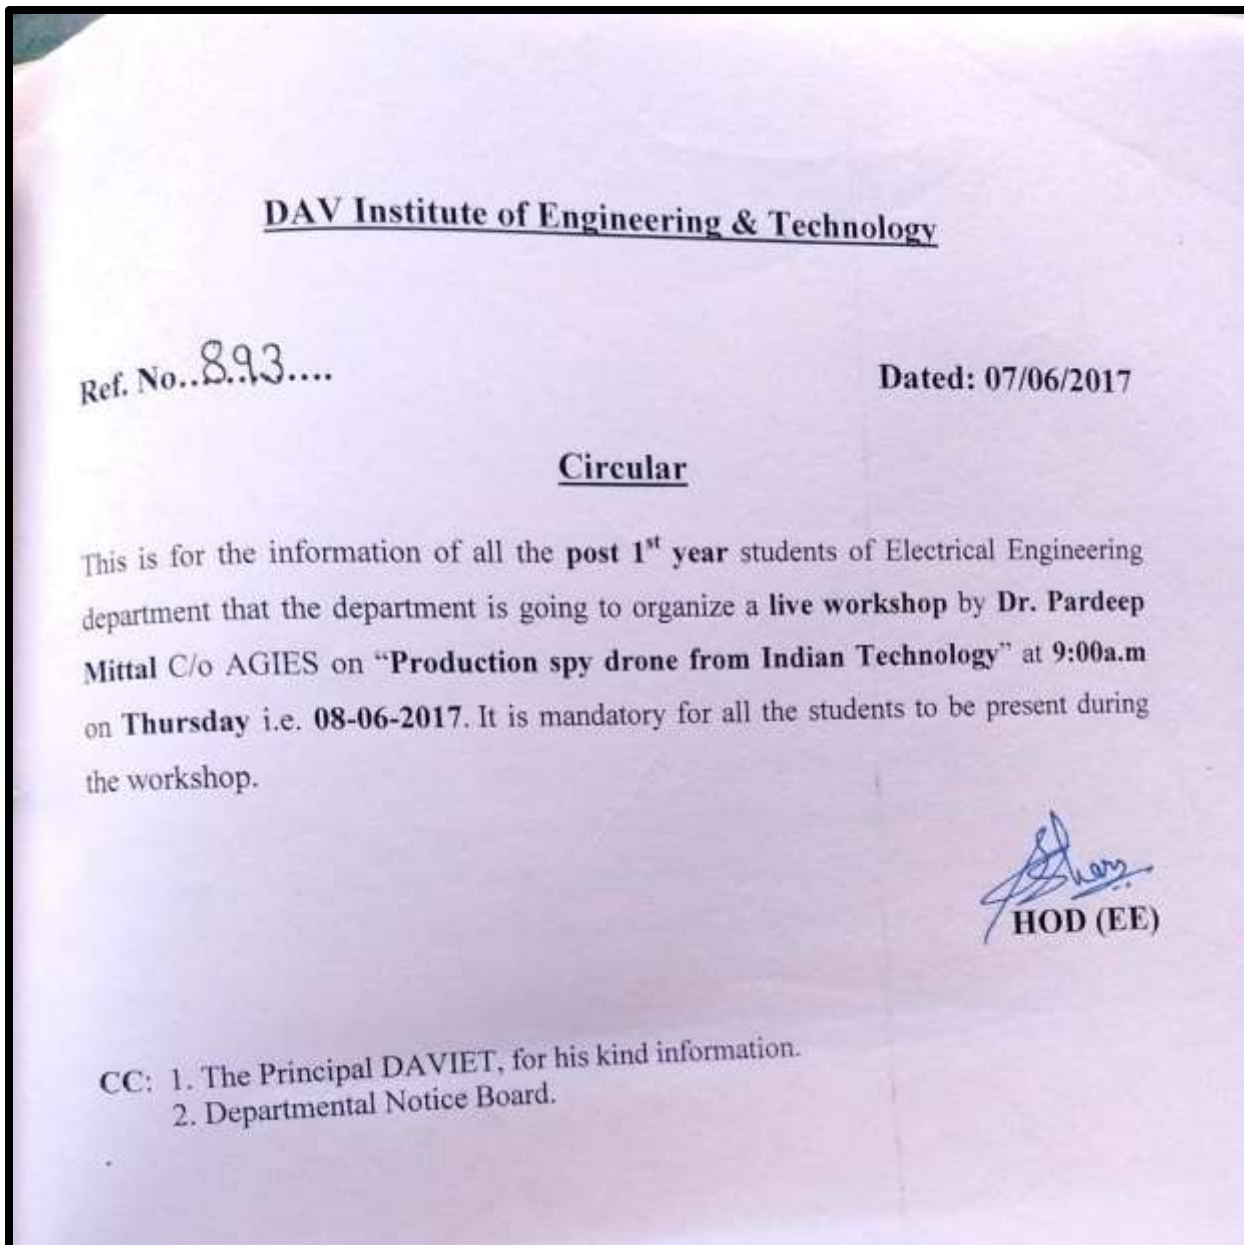 DAV Institute of Engineering & Technology
Ref. No..893....
Dated: 07/06/2017
Circular
This is for the information of all the post 1st year students of Electrical Engineering
department that the department is going to organize a live workshop by Dr. Pardeep
Mittal C/o AGIES on “Production spy drone from Indian Technology” at 9:00a.m
on Thursday i.e. 08-06-2017. It is mandatory for all the students to be present during
the workshop.
HOD (EE)
CC: 1. The Principal DAVIET, for his kind information.
2. Departmental Notice Board.